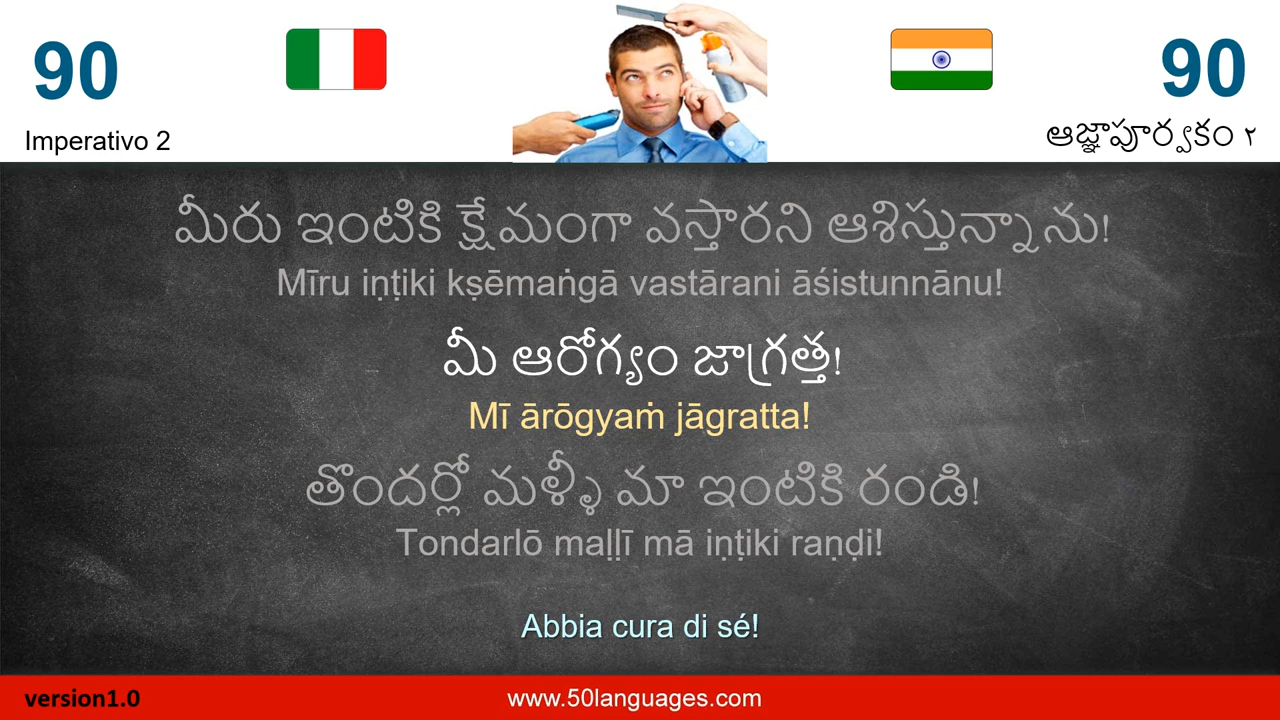 90
90
Imperativo 2
ఆజ్ఞాపూర్వకం ౨
మీరు ఇంటికి క్షేమంగా వస్తారని ఆశిస్తున్నాను!
Mīru iṇṭiki kṣēmaṅgā vastārani āśistunnānu!
మీ ఆరోగ్యం జాగ్రత్త!
Mī ārōgyaṁ jāgratta!
తొందర్లో మళ్ళీ మా ఇంటికి రండి!
Tondarlō maḷḷī mā iṇṭiki raṇḍi!
Abbia cura di sé!
version1.0
www.50languages.com